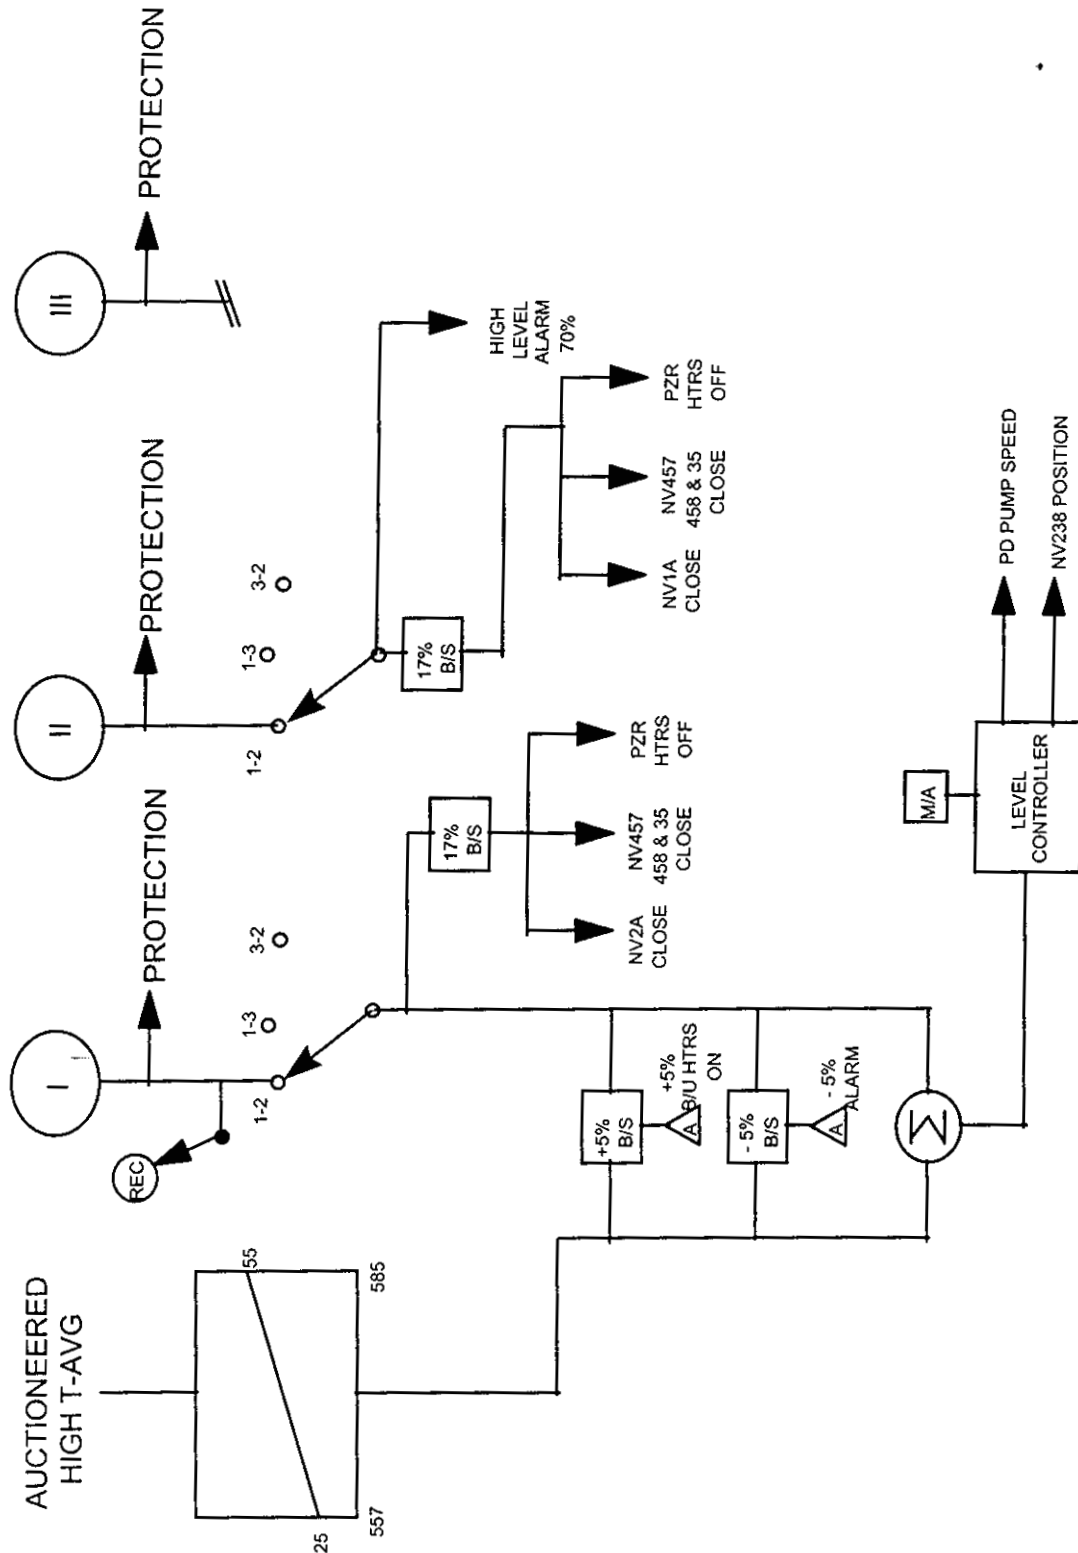 AUCTIONEERED
HIGH T-AVG
55
25
557
585
REC
I
PROTECTION
1-2
1-3
3-2
II
PROTECTION
1-2
1-3
3-2
III
PROTECTION
17%
B/S
NV2A
CLOSE
NV457
458 & 35
CLOSE
PZR
HTRS
OFF
17%
B/S
NV1A
CLOSE
NV457
458 & 35
CLOSE
PZR
HTRS
OFF
HIGH
LEVEL
ALARM
70%
+5%
B/S
A
+5%
B/U HTRS
ON
- 5%
B/S
A
- 5%
ALARM
Σ
M/A
LEVEL
CONTROLLER
PD PUMP SPEED
NV238 POSITION